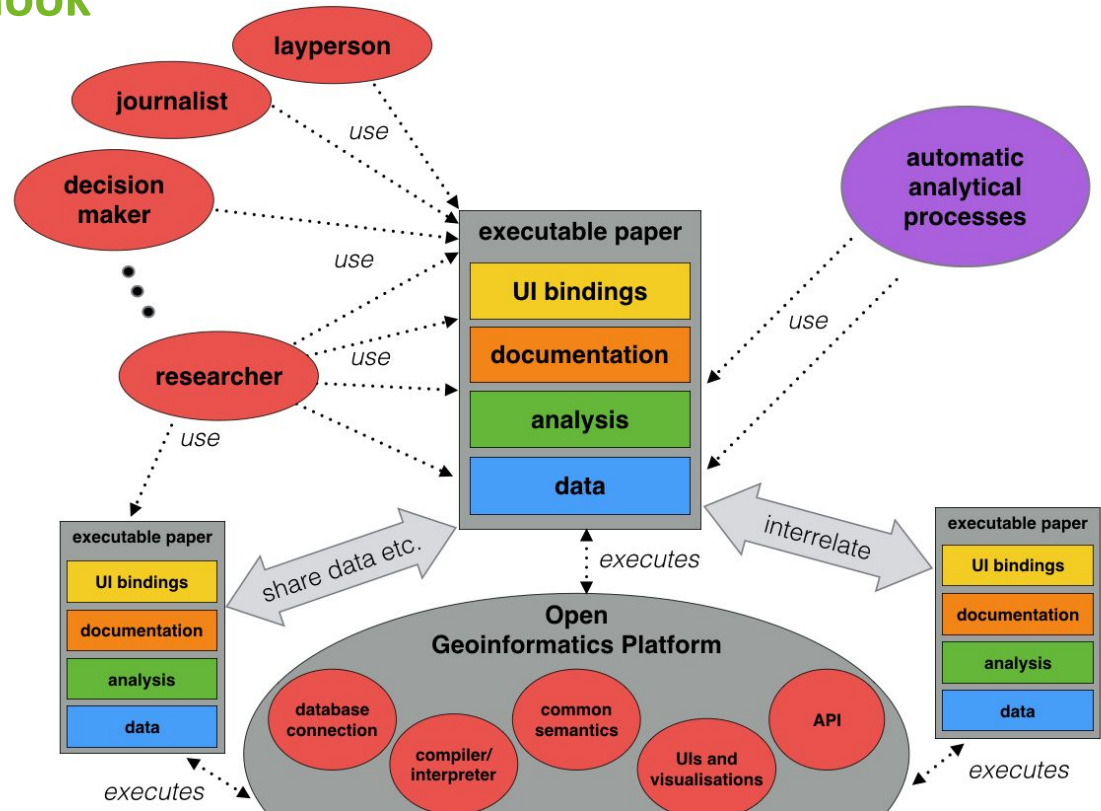 layperson
journalist
use
decision
maker
automatic
analytical
processes
executable paper
use
UI bindings
use
documentation
use
researcher
analysis
use
data
executable paper
UI bindings
documentation
analysis
data
share data etc.
interrelate
executable paper
UI bindings
documentation
analysis
data
executes
Open
Geoinformatics Platform
database
connection
compiler/
interpreter
common
semantics
UIs and
visualisations
API
executes
executes